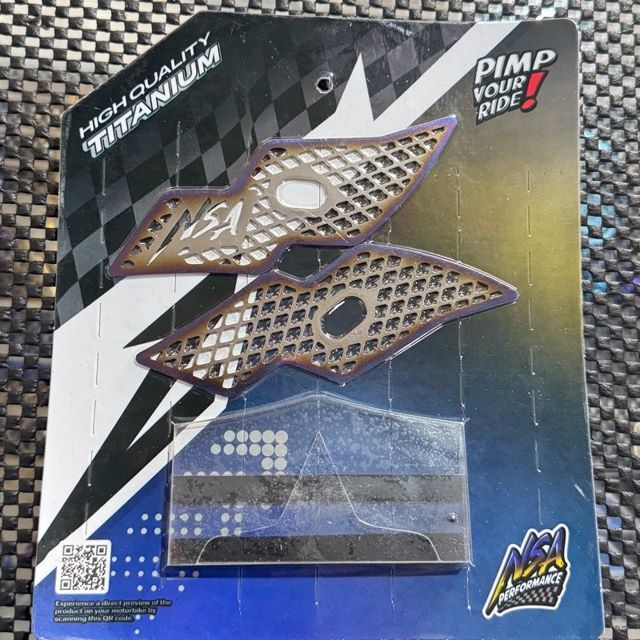 HIGH QUALITY
TITANIUM
PIMP
YOUR
RIDE!
NSA
NSA
PERFORMANCE
Experience a direct preview of the
product on your motorbike by
scanning this QR code.